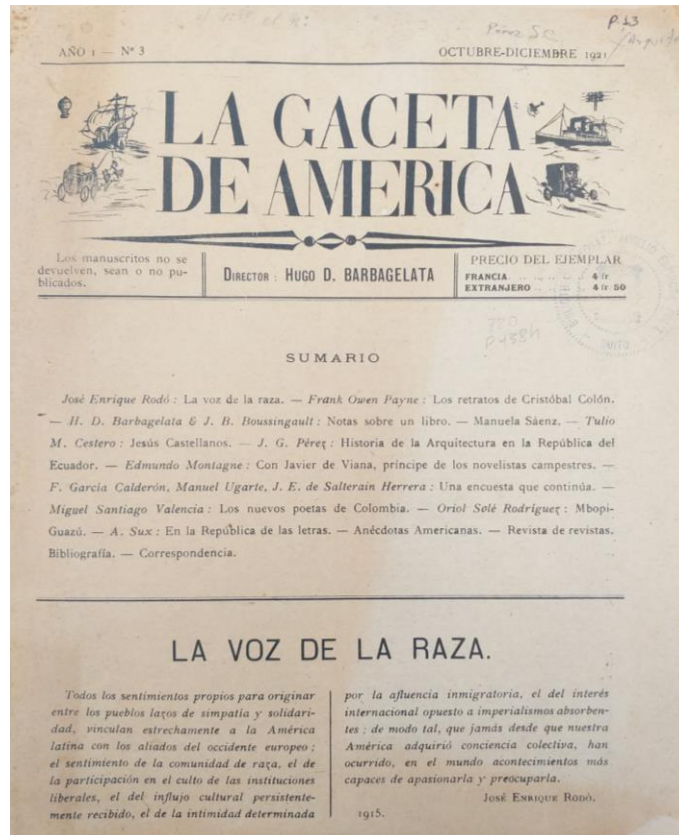 P-13
AÑO I — Nº 3
OCTUBRE-DICIEMBRE 1921
LA GACETA
DE AMERICA
Los manuscritos no se
devuelven, sean o no pu-
blicados.
DIRECTOR : HUGO D. BARBAGELATA
PRECIO DEL EJEMPLAR
FRANCIA .. .. .. .. .. 4 fr.
EXTRANJERO .. .. .. .. 4 fr 50
SUMARIO
José Enrique Rodó : La voz de la raza. — Frank Owen Payne : Los retratos de Cristóbal Colón.
— H. D. Barbagelata & J. B. Boussingault : Notas sobre un libro. — Manuela Sáenz. — Tulio
M. Cestero : Jesús Castellanos. — J. G. Pérez : Historia de la Arquitectura en la República del
Ecuador. — Edmundo Montagne : Con Javier de Viana, príncipe de los novelistas campestres. —
F. García Calderón, Manuel Ugarte, J. E. de Salterain Herrera : Una encuesta que continúa. —
Miguel Santiago Valencia : Los nuevos poetas de Colombia. — Oriol Solé Rodríguez : Mbopi-
Guazú. — A. Sux : En la República de las letras. — Anécdotas Americanas. — Revista de revistas.
Bibliografía. — Correspondencia.
LA VOZ DE LA RAZA.
Todos los sentimientos propios para originar
entre los pueblos lazos de simpatía y solidari-
dad, vinculan estrechamente a la América
latina con los aliados del occidente europeo ;
el sentimiento de la comunidad de raza, el de
la participación en el culto de las instituciones
liberales, el del influjo cultural persistente-
mente recibido, el de la intimidad determinada
por la afluencia inmigratoria, el del interés
internacional opuesto a imperialismos absorben-
tes ; de modo tal, que jamás desde que nuestra
América adquirió conciencia colectiva, han
ocurrido, en el mundo acontecimientos más
capaces de apasionarla y preocuparla.
JOSÉ ENRIQUE RODÓ.
1915.